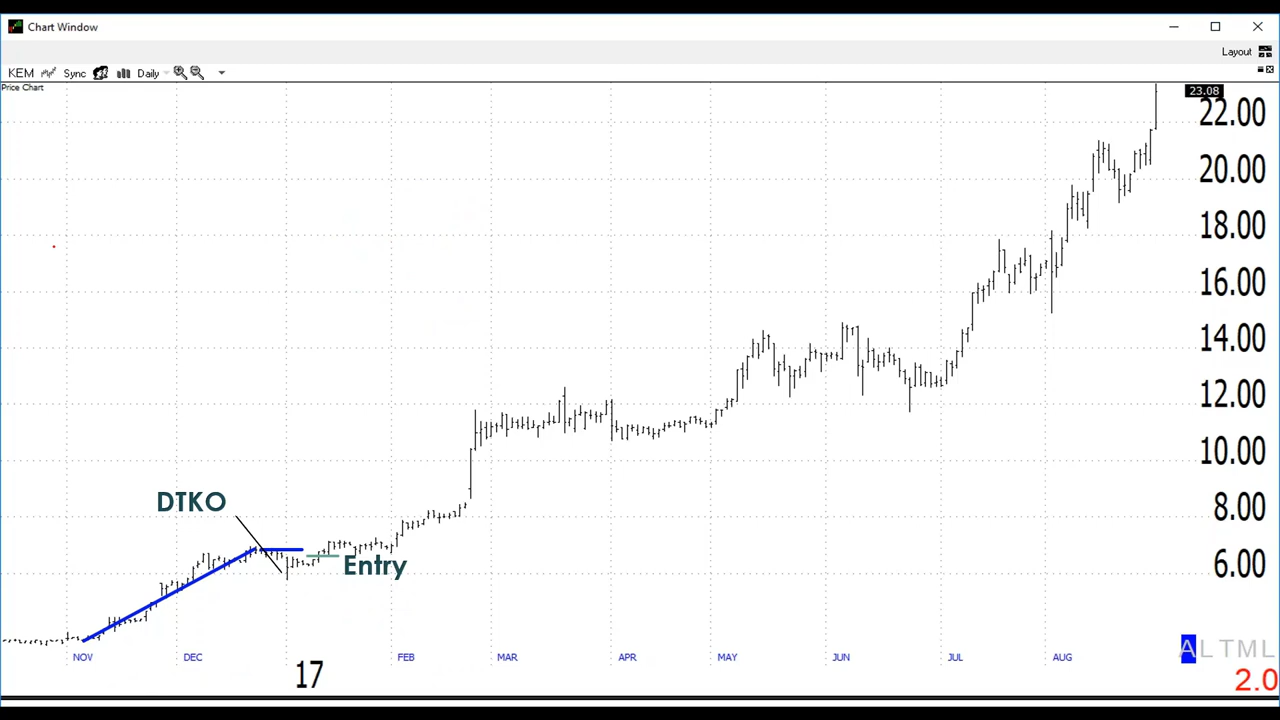 Chart Window
Layout
KEM Sync Daily
Price Chart
23.08
22.00
20.00
18.00
16.00
14.00
12.00
10.00
DTKO
8.00
Entry
6.00
NOV DEC FEB MAR APR MAY JUN JUL AUG
17
ALTML
2.0